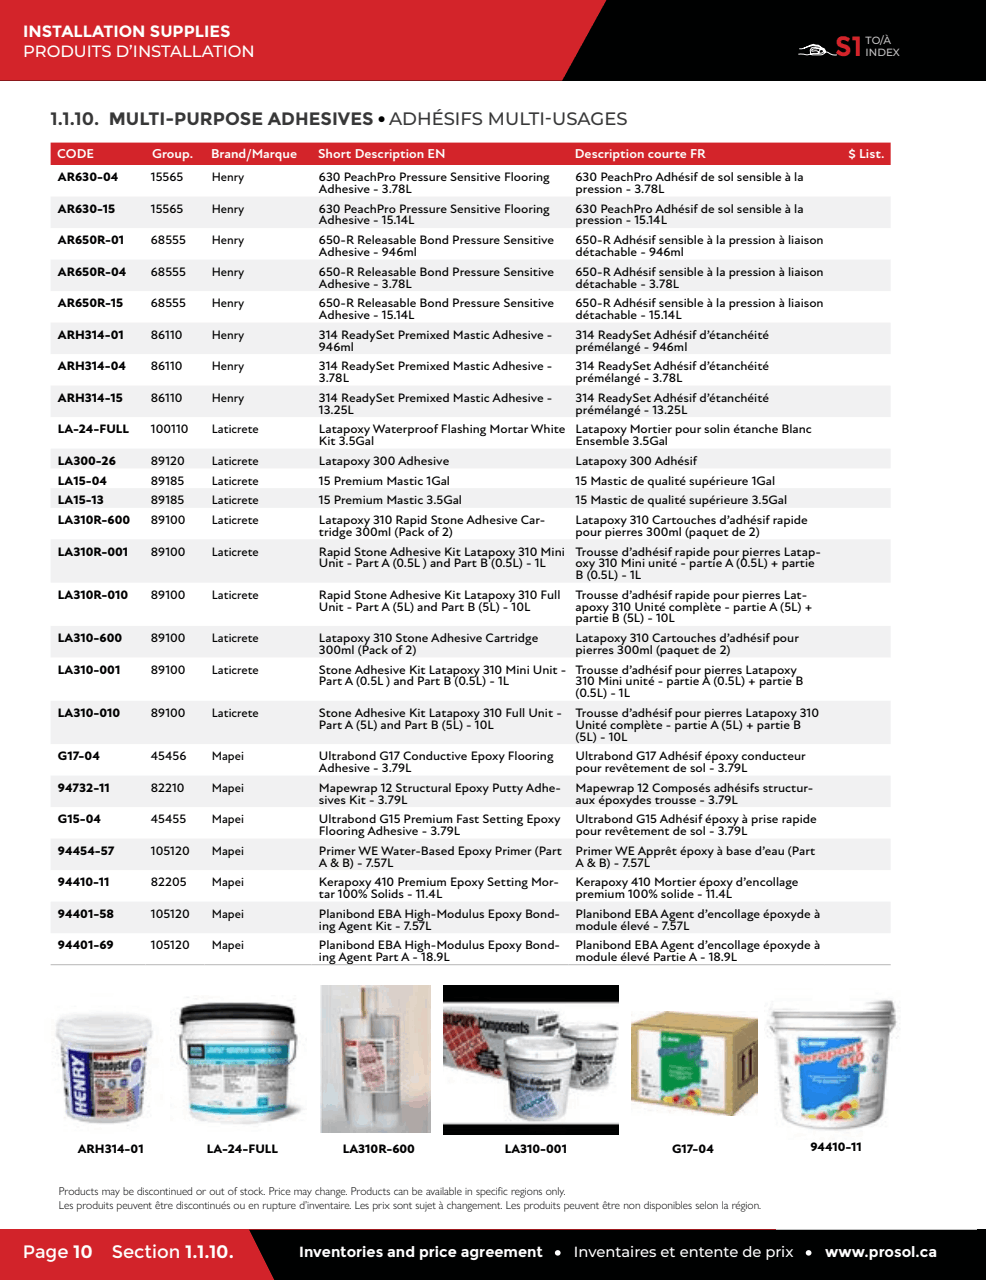 INSTALLATION SUPPLIES
PRODUITS D’INSTALLATION
S1 TO/À
INDEX
1.1.10. MULTI-PURPOSE ADHESIVES • ADHÉSIFS MULTI-USAGES
CODE Group. Brand/Marque Short Description EN Description courte FR $ List.
AR630-04 15565 Henry 630 PeachPro Pressure Sensitive Flooring 630 PeachPro Adhésif de sol sensible à la
Adhesive - 3.78L pression - 3.78L
AR630-15 15565 Henry 630 PeachPro Pressure Sensitive Flooring 630 PeachPro Adhésif de sol sensible à la
Adhesive - 15.14L pression - 15.14L
AR650R-01 68555 Henry 650-R Releasable Bond Pressure Sensitive 650-R Adhésif sensible à la pression à liaison
Adhesive - 946ml détachable - 946ml
AR650R-04 68555 Henry 650-R Releasable Bond Pressure Sensitive 650-R Adhésif sensible à la pression à liaison
Adhesive - 3.78L détachable - 3.78L
AR650R-15 68555 Henry 650-R Releasable Bond Pressure Sensitive 650-R Adhésif sensible à la pression à liaison
Adhesive - 15.14L détachable - 15.14L
ARH314-01 86110 Henry 314 ReadySet Premixed Mastic Adhesive - 314 ReadySet Adhésif d’étanchéité
946ml prémélangé - 946ml
ARH314-04 86110 Henry 314 ReadySet Premixed Mastic Adhesive - 314 ReadySet Adhésif d’étanchéité
3.78L prémélangé - 3.78L
ARH314-15 86110 Henry 314 ReadySet Premixed Mastic Adhesive - 314 ReadySet Adhésif d’étanchéité
13.25L prémélangé - 13.25L
LA-24-FULL 100110 Laticrete Latapoxy Waterproof Flashing Mortar White Latapoxy Mortier pour solin étanche Blanc
Kit 3.5Gal Ensemble 3.5Gal
LA300-26 89120 Laticrete Latapoxy 300 Adhesive Latapoxy 300 Adhésif
LA15-04 89185 Laticrete 15 Premium Mastic 1Gal 15 Mastic de qualité supérieure 1Gal
LA15-13 89185 Laticrete 15 Premium Mastic 3.5Gal 15 Mastic de qualité supérieure 3.5Gal
LA310R-600 89100 Laticrete Latapoxy 310 Rapid Stone Adhesive Car- Latapoxy 310 Cartouches d’adhésif rapide
tridge 300ml (Pack of 2) pour pierres 300ml (paquet de 2)
LA310R-001 89100 Laticrete Rapid Stone Adhesive Kit Latapoxy 310 Mini Trousse d’adhésif rapide pour pierres Latap-
Unit - Part A (0.5L ) and Part B (0.5L) - 1L oxy 310 Mini unité - partie A (0.5L) + partie
B (0.5L) - 1L
LA310R-010 89100 Laticrete Rapid Stone Adhesive Kit Latapoxy 310 Full Trousse d’adhésif rapide pour pierres Lat-
Unit - Part A (5L) and Part B (5L) - 10L apoxy 310 Unité complète - partie A (5L) +
partie B (5L) - 10L
LA310-600 89100 Laticrete Latapoxy 310 Stone Adhesive Cartridge Latapoxy 310 Cartouches d’adhésif pour
300ml (Pack of 2) pierres 300ml (paquet de 2)
LA310-001 89100 Laticrete Stone Adhesive Kit Latapoxy 310 Mini Unit - Trousse d’adhésif pour pierres Latapoxy
Part A (0.5L ) and Part B (0.5L) - 1L 310 Mini unité - partie A (0.5L) + partie B
(0.5L) - 1L
LA310-010 89100 Laticrete Stone Adhesive Kit Latapoxy 310 Full Unit - Trousse d’adhésif pour pierres Latapoxy 310
Part A (5L) and Part B (5L) - 10L Unité complète - partie A (5L) + partie B
(5L) - 10L
G17-04 45456 Mapei Ultrabond G17 Conductive Epoxy Flooring Ultrabond G17 Adhésif époxy conducteur
Adhesive - 3.79L pour revêtement de sol - 3.79L
94732-11 82210 Mapei Mapewrap 12 Structural Epoxy Putty Adhe- Mapewrap 12 Composés adhésifs structur-
sives Kit - 3.79L aux époxydes trousse - 3.79L
G15-04 45455 Mapei Ultrabond G15 Premium Fast Setting Epoxy Ultrabond G15 Adhésif époxy à prise rapide
Flooring Adhesive - 3.79L pour revêtement de sol - 3.79L
94454-57 105120 Mapei Primer WE Water-Based Epoxy Primer (Part Primer WE Apprêt époxy à base d’eau (Part
A & B) - 7.57L A & B) - 7.57L
94410-11 82205 Mapei Kerapoxy 410 Premium Epoxy Setting Mor- Kerapoxy 410 Mortier époxy d’encollage
tar 100% Solids - 11.4L premium 100% solide - 11.4L
94401-58 105120 Mapei Planibond EBA High-Modulus Epoxy Bond- Planibond EBA Agent d’encollage époxyde à
ing Agent Kit - 7.57L module élevé - 7.57L
94401-69 105120 Mapei Planibond EBA High-Modulus Epoxy Bond- Planibond EBA Agent d’encollage époxyde à
ing Agent Part A - 18.9L module élevé Partie A - 18.9L
HENRY ReadySet
Components
Kerapoxy
410
ARH314-01 LA-24-FULL LA310R-600 LA310-001 G17-04 94410-11
Products may be discontinued or out of stock. Price may change. Products can be available in specific regions only.
Les produits peuvent être discontinués ou en rupture d’inventaire. Les prix sont sujet à changement. Les produits peuvent être non disponibles selon la région.
Page 10 Section 1.1.10. Inventories and price agreement • Inventaires et entente de prix • www.prosol.ca